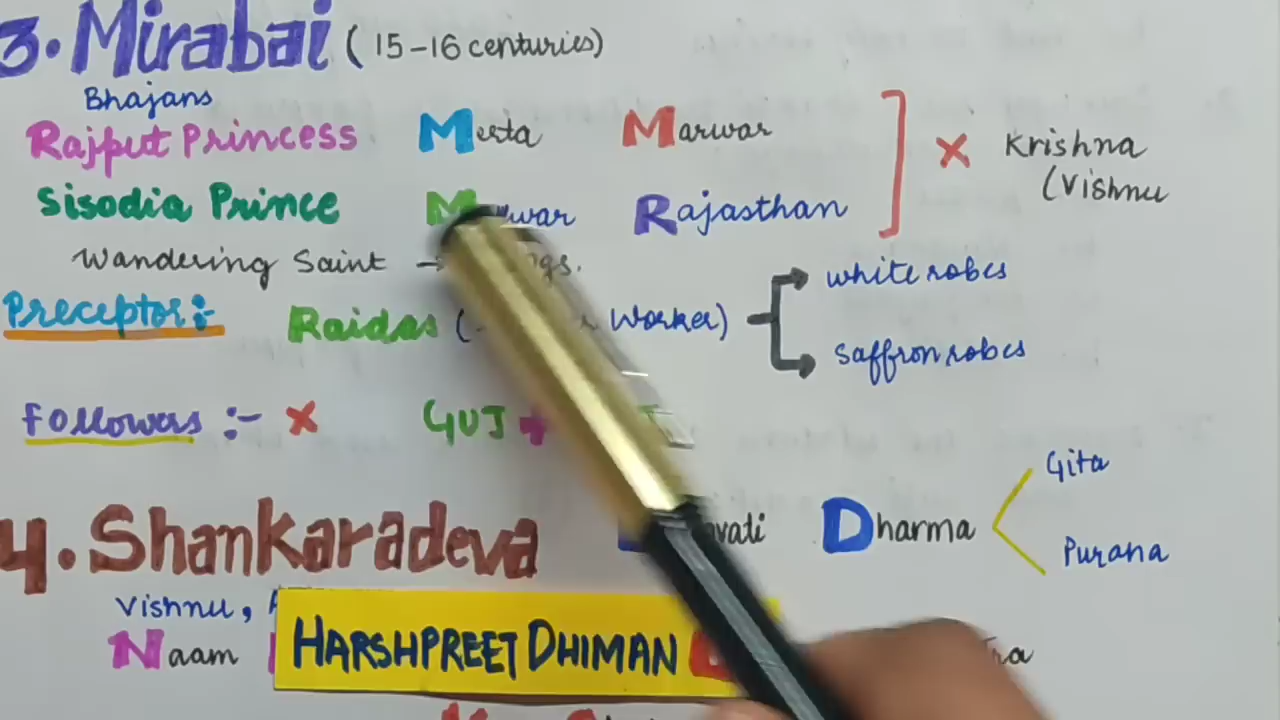 3. Mirabai (15-16 centuries)
Bhajans
Rajput Princess Merta Marwar × Krishna
(Vishnu
Sisodia Prince Rajasthan
Wandering Saint →
Preceptor:- Raidas ( Worker) white robes
saffron robes
Followers :- × GUJ +
4. Shankaradeva Dharma Gita
Purana
Vishnu,
Naam
HARSHPREET DHIMAN